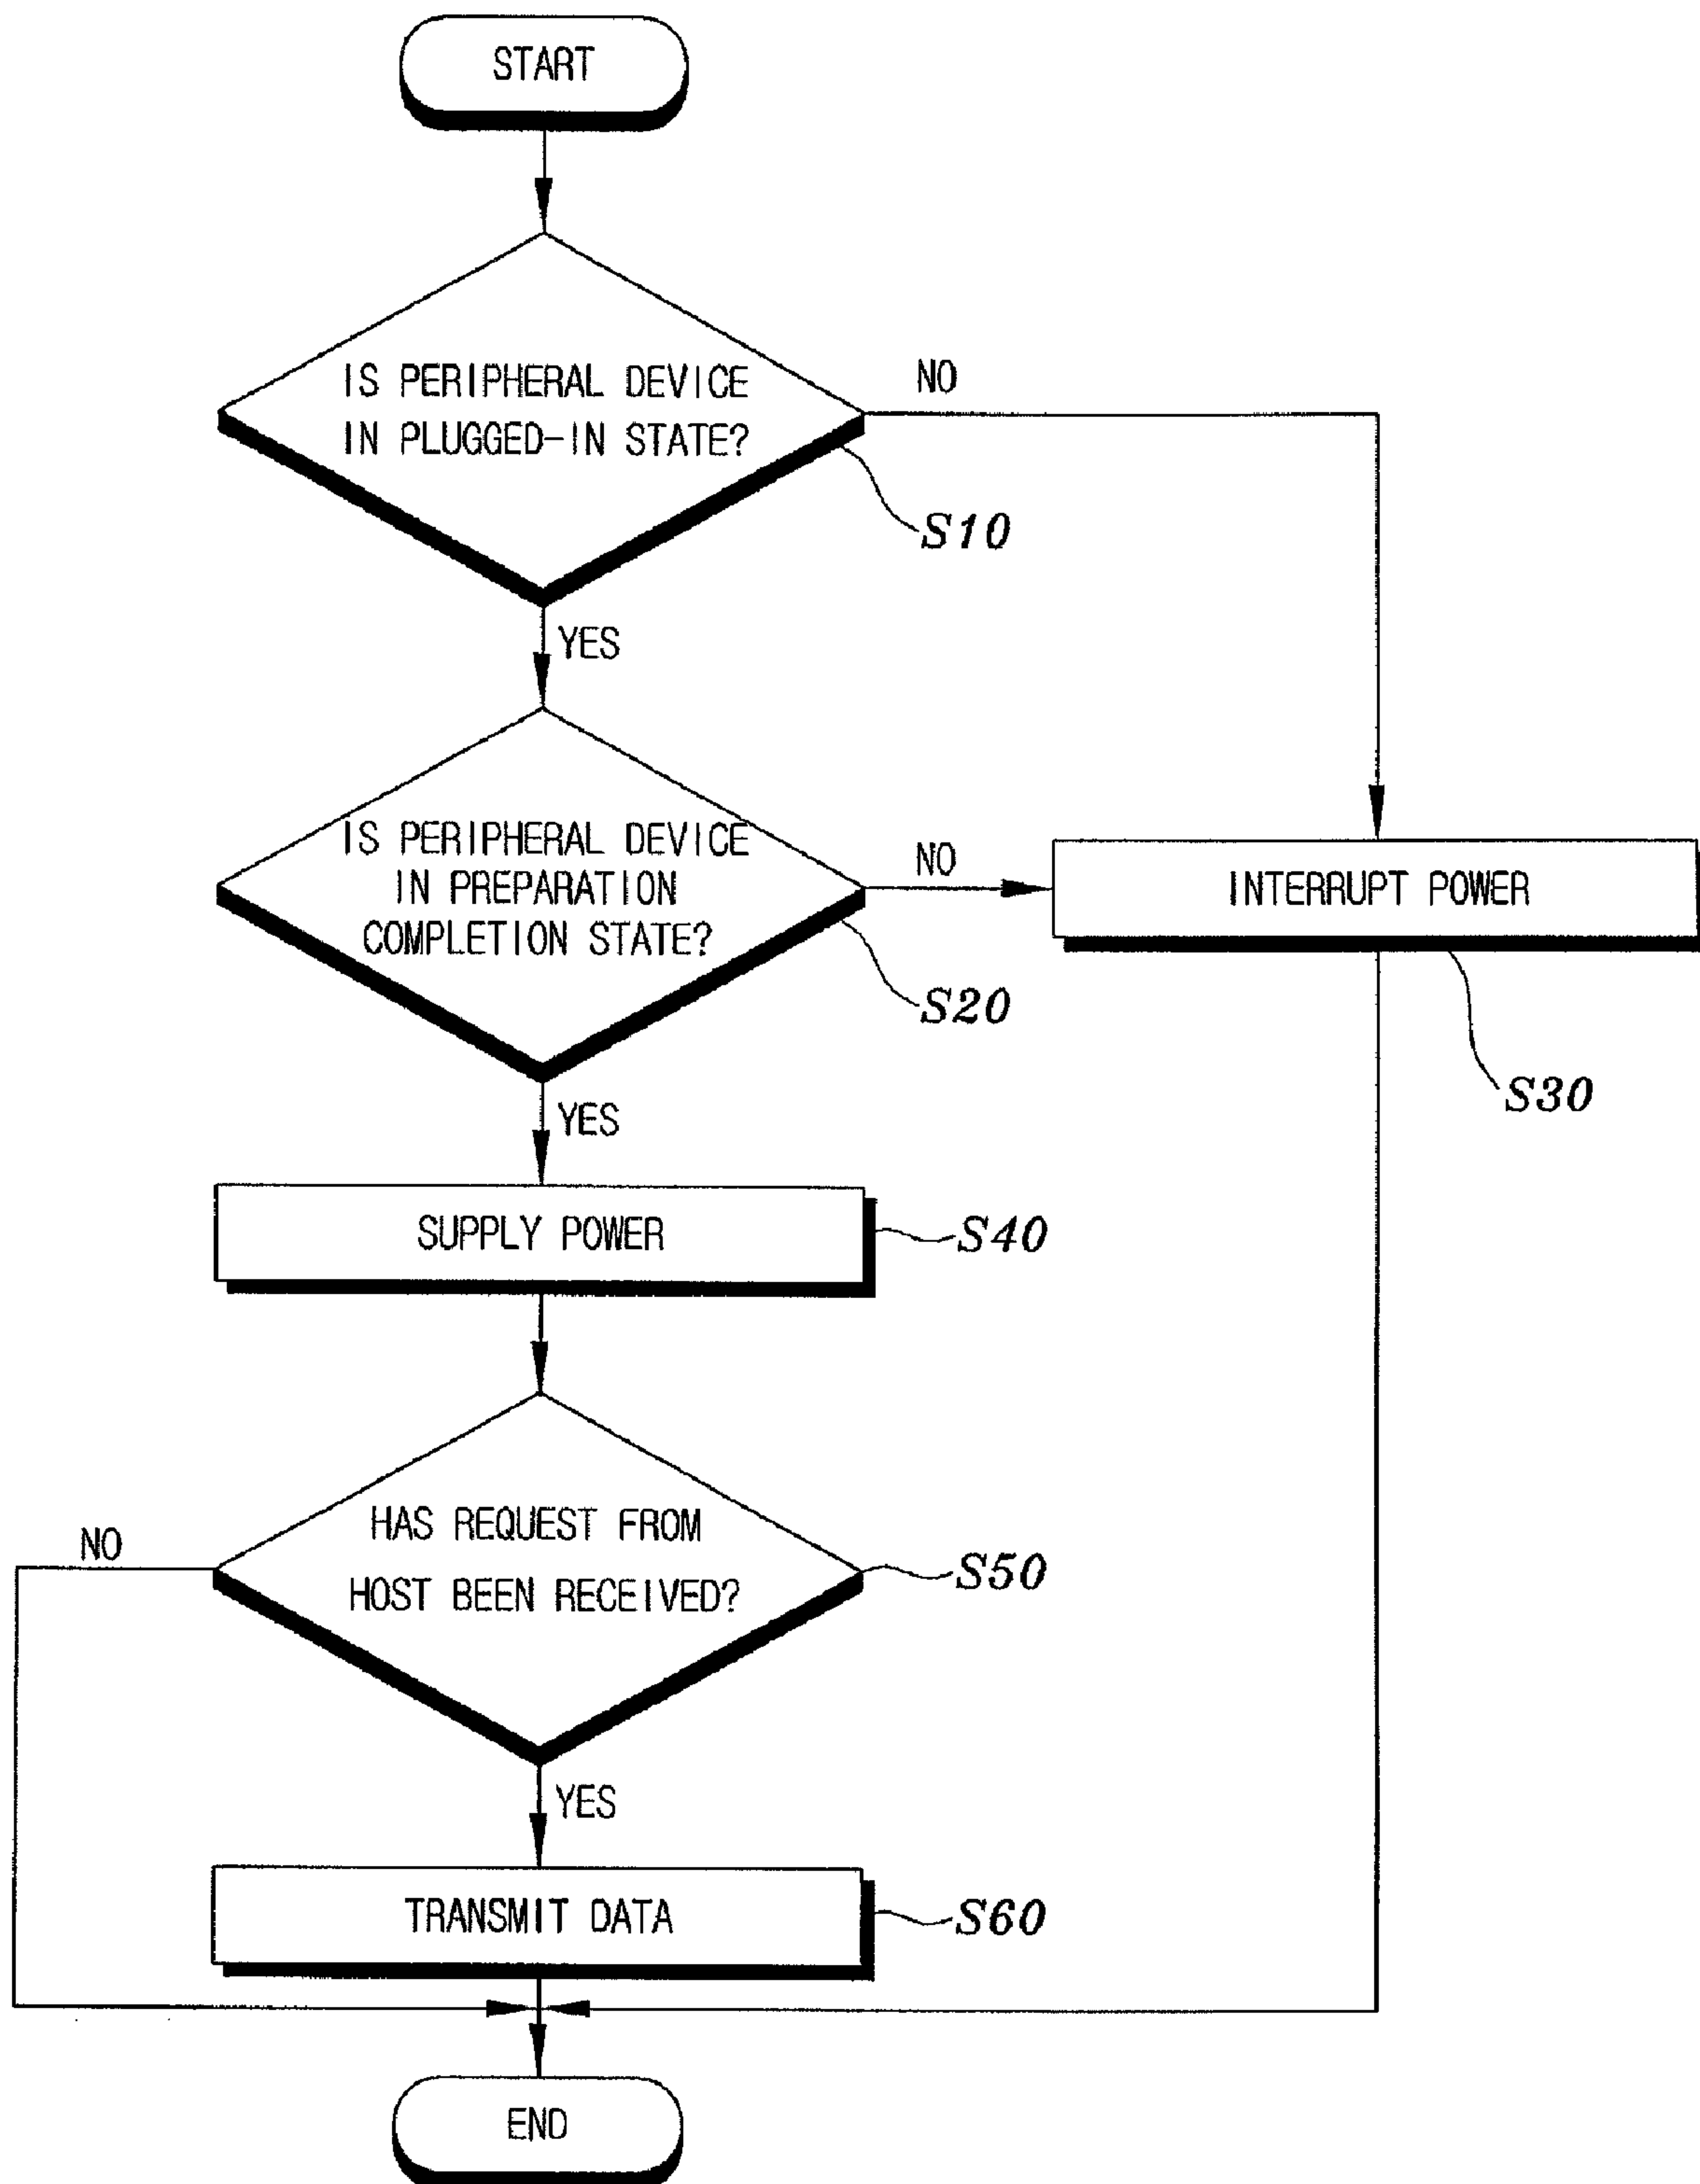 START
IS PERIPHERAL DEVICE
IN PLUGGED-IN STATE?
NO
S10
YES
IS PERIPHERAL DEVICE
IN PREPARATION
COMPLETION STATE?
NO
S20
INTERRUPT POWER
S30
YES
SUPPLY POWER
S40
HAS REQUEST FROM
HOST BEEN RECEIVED?
NO
S50
YES
TRANSMIT DATA
S60
END